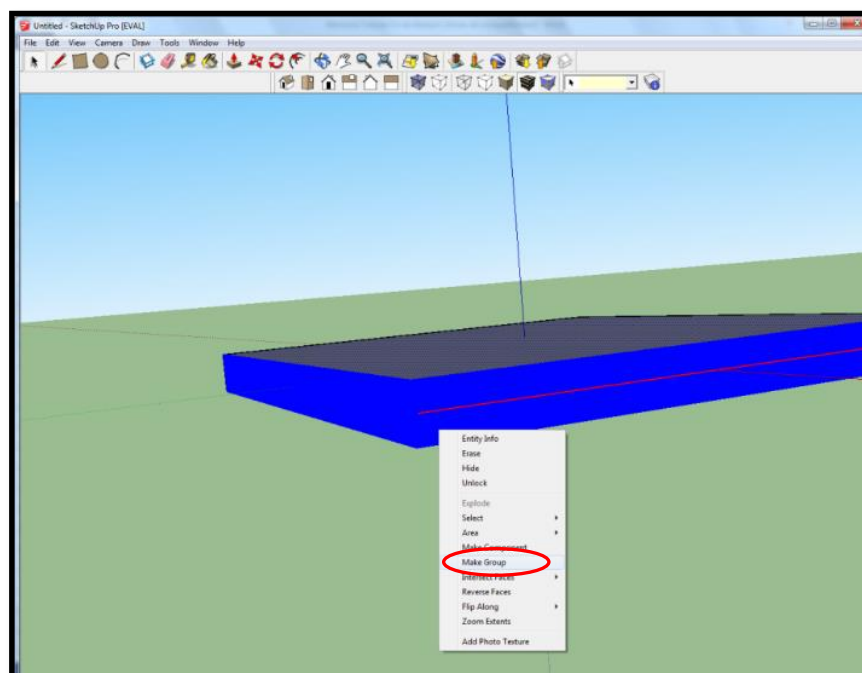 Untitled - SketchUp Pro [EVAL]
File Edit View Camera Draw Tools Window Help
Entity Info
Erase
Hide
Unlock
Explode
Select
Area
Make Component
Make Group
Intersect Faces
Reverse Faces
Flip Along
Zoom Extents
Add Photo Texture